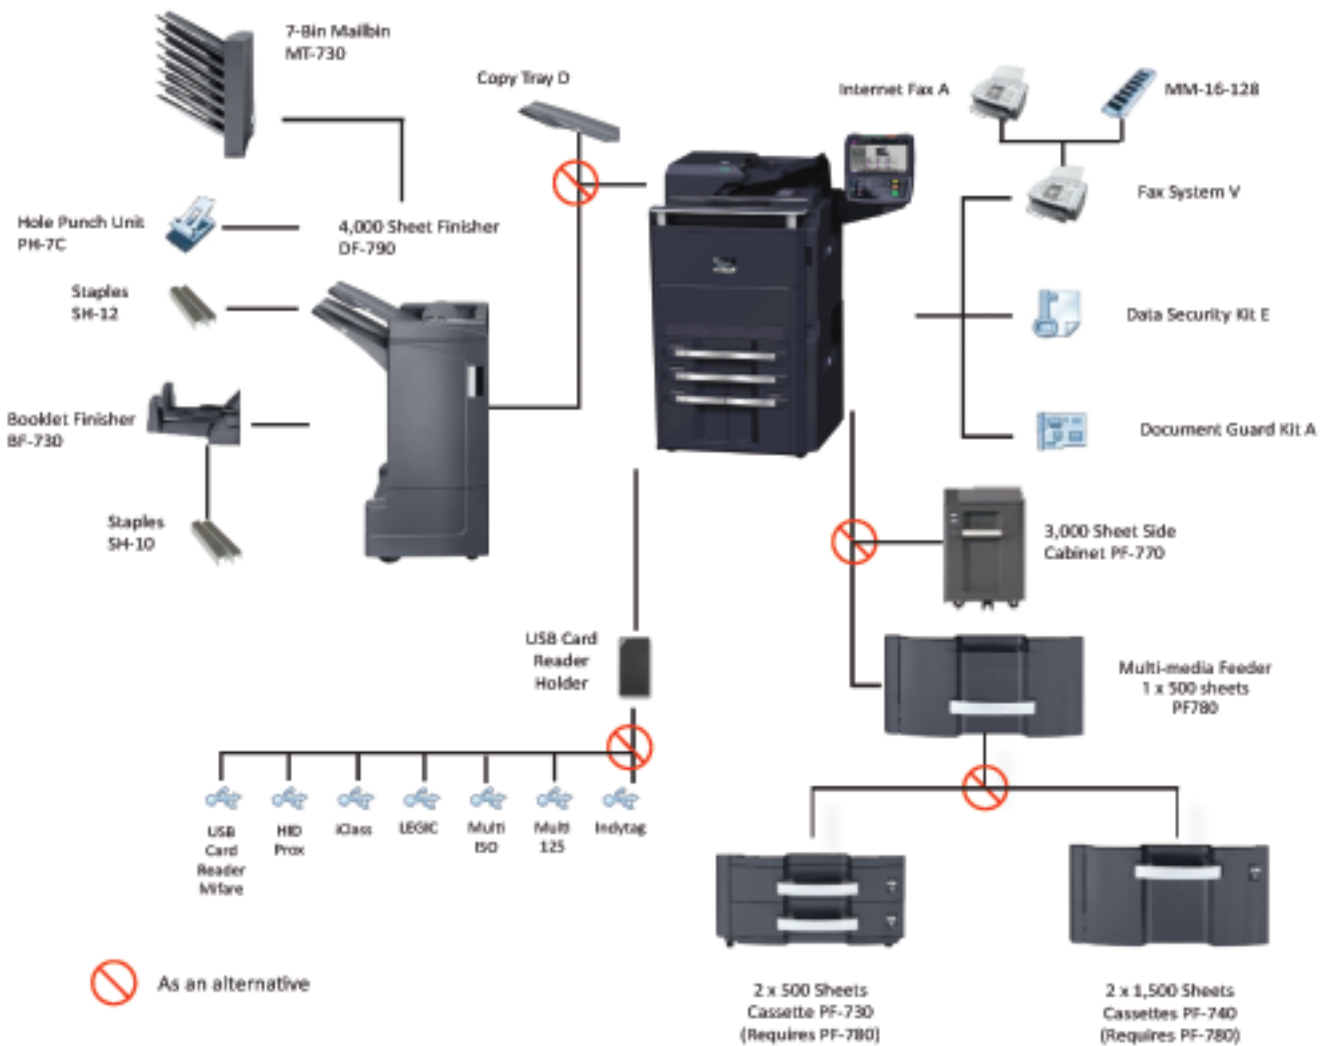 7-Bin Mailbin
MT-730
Copy Tray D
Internet Fax A
MM-16-128
Fax System V
Hole Punch Unit
PH-7C
4,000 Sheet Finisher
DF-790
Staples
SH-12
Data Security Kit E
Booklet Finisher
BF-730
Document Guard Kit A
Staples
SH-10
3,000 Sheet Side
Cabinet PF-770
USB Card
Reader
Holder
Multi-media Feeder
1 x 500 sheets
PF780
USB
Card
Reader
Mifare
HID
Prox
iClass
LEGIC
Multi
ISO
Multi
125
Indytag
As an alternative
2 x 500 Sheets
Cassette PF-730
(Requires PF-780)
2 x 1,500 Sheets
Cassettes PF-740
(Requires PF-780)